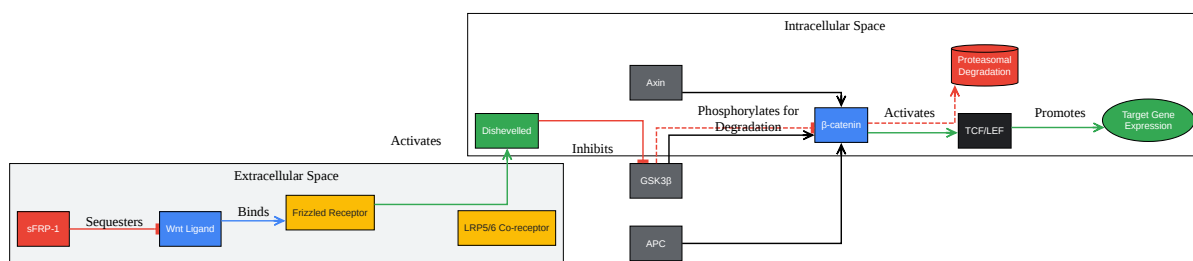 Intracellular Space
Proteasomal
Degradation
Axin
Phosphorylates for
Degradation
β-catenin
Activates
TCF/LEF
Promotes
Target Gene
Expression
Dishevelled
Activates
Inhibits
GSK3β
Extracellular Space
sFRP-1
Sequesters
Wnt Ligand
Binds
Frizzled Receptor
LRP5/6 Co-receptor
APC